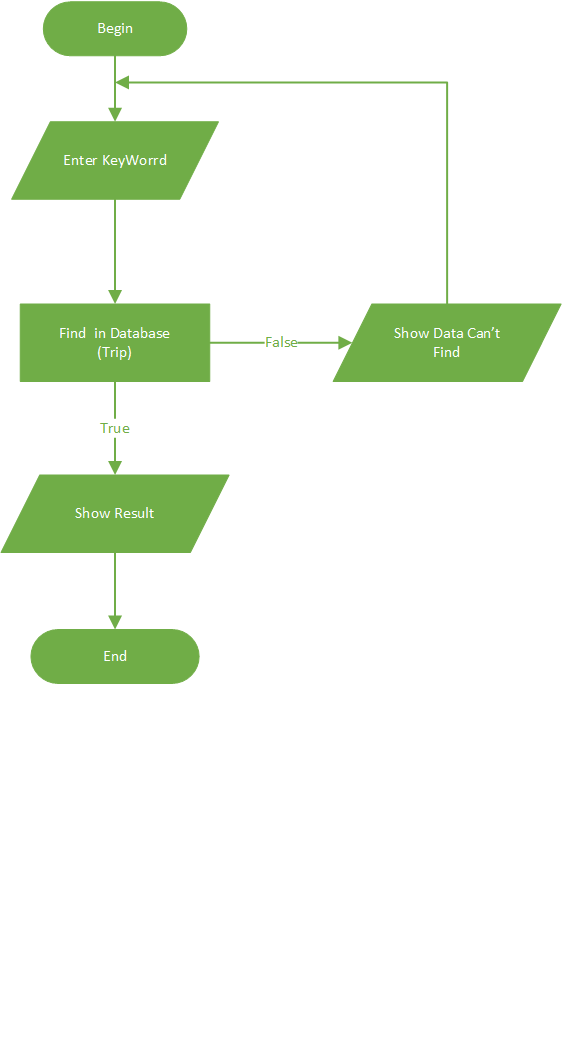 Begin
Enter KeyWorrd
Find  in Database
(Trip)
False
Show Data Can’t
Find
True
Show Result
End